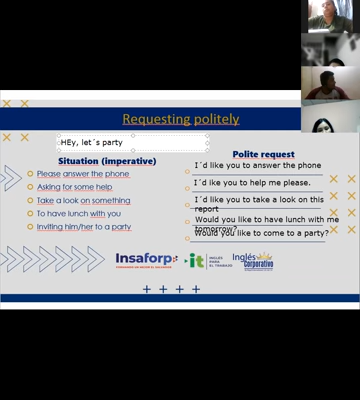 Requesting politely
HEy, let´s party
Situation (imperative)
Please answer the phone
Asking for some help
Take a look on something
To have lunch with you
Inviting him/her to a party
Polite request
I´d like you to answer the phone
I´d ike you to help me please.
I´d like you to take a look on this
report
Would you like to have lunch with me
tomorrow?
Would you like to come to a party?
Insaforp
it
INGLÉS
PARA
EL TRABAJO
Inglés
Corporativo